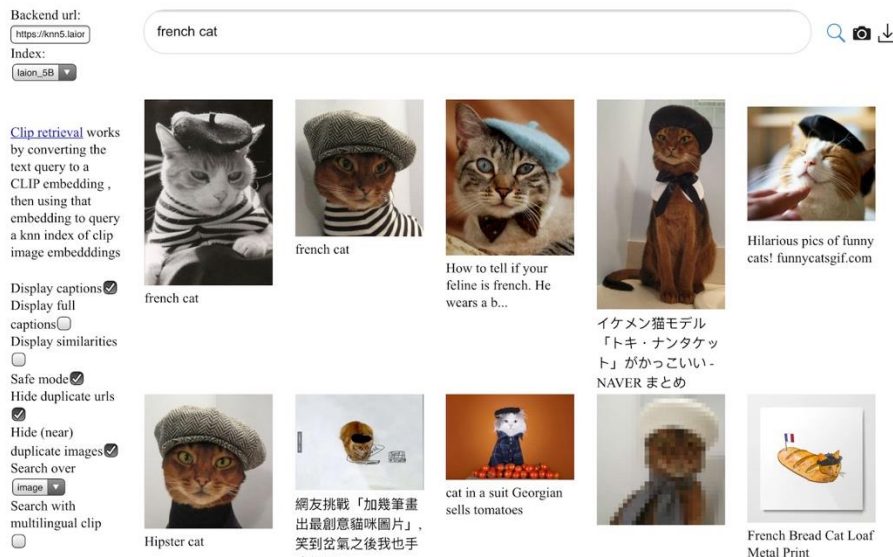 Backend url:
https://knn5.laior
Index:
laion_5B
french cat
Clip retrieval works
by converting the
text query to a
CLIP embedding ,
then using that
embedding to query
a knn index of clip
image embedddings
Display captions
Display full
captions
Display similarities
Safe mode
Hide duplicate urls
Hide (near)
duplicate images
Search over
image
Search with
multilingual clip
french cat
french cat
How to tell if your
feline is french. He
wears a b...
イケメン猫モデル
「トキ・ナンタケッ
ト」がかっこいい -
NAVER まとめ
Hilarious pics of funny
cats! funnycatsgif.com
Hipster cat
網友挑戰「加幾筆畫
出最創意貓咪圖片」,
笑到岔氣之後我也手
cat in a suit Georgian
sells tomatoes
French Bread Cat Loaf
Metal Print